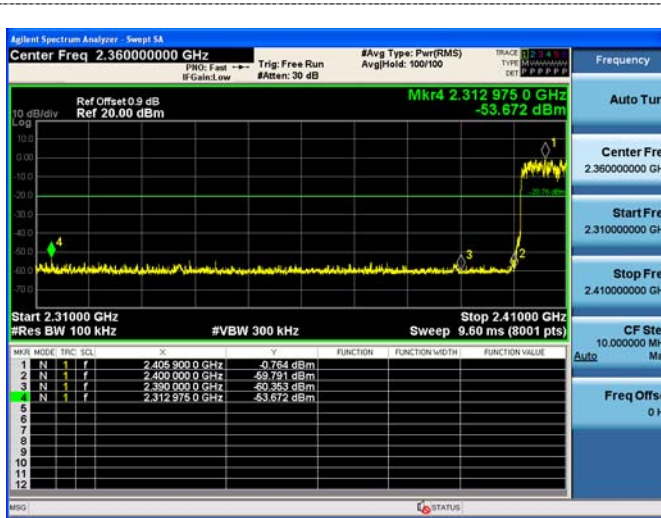 Agilent Spectrum Analyzer - Swept SA
Center Freq 2.360000000 GHz
PNO: Fast
IFGain:Low
Trig: Free Run
#Atten: 30 dB
#Avg Type: Pwr(RMS)
Avg|Hold: 100/100
TRACE 1 2 3 4 5 6
TYPE M
DET P P P P P P
Frequency
Mkr4 2.312 975 0 GHz
-53.672 dBm
Ref Offset 0.9 dB
10 dB/div Ref 20.00 dBm
Log
10.0
0.00
-10.0
-20.0
-30.0
-40.0
-50.0
-60.0
-70.0
1
-20.76 dBm
4
3
2
Start 2.31000 GHz
Stop 2.41000 GHz
#Res BW 100 kHz
#VBW 300 kHz
Sweep 9.60 ms (8001 pts)
MKR MODE TRC SCL X Y FUNCTION FUNCTION WIDTH FUNCTION VALUE
1 N 1 f 2.405 900 0 GHz -0.764 dBm
2 N 1 f 2.400 000 0 GHz -59.791 dBm
3 N 1 f 2.390 000 0 GHz -60.353 dBm
4 N 1 f 2.312 975 0 GHz -53.672 dBm
5
6
7
8
9
10
11
12
MSG
STATUS
Auto Tun
Center Fre
2.360000000 GH
Start Fre
2.310000000 GH
Stop Fre
2.410000000 GH
CF Ste
10.000000 MH
Auto Ma
Freq Offs
0 H